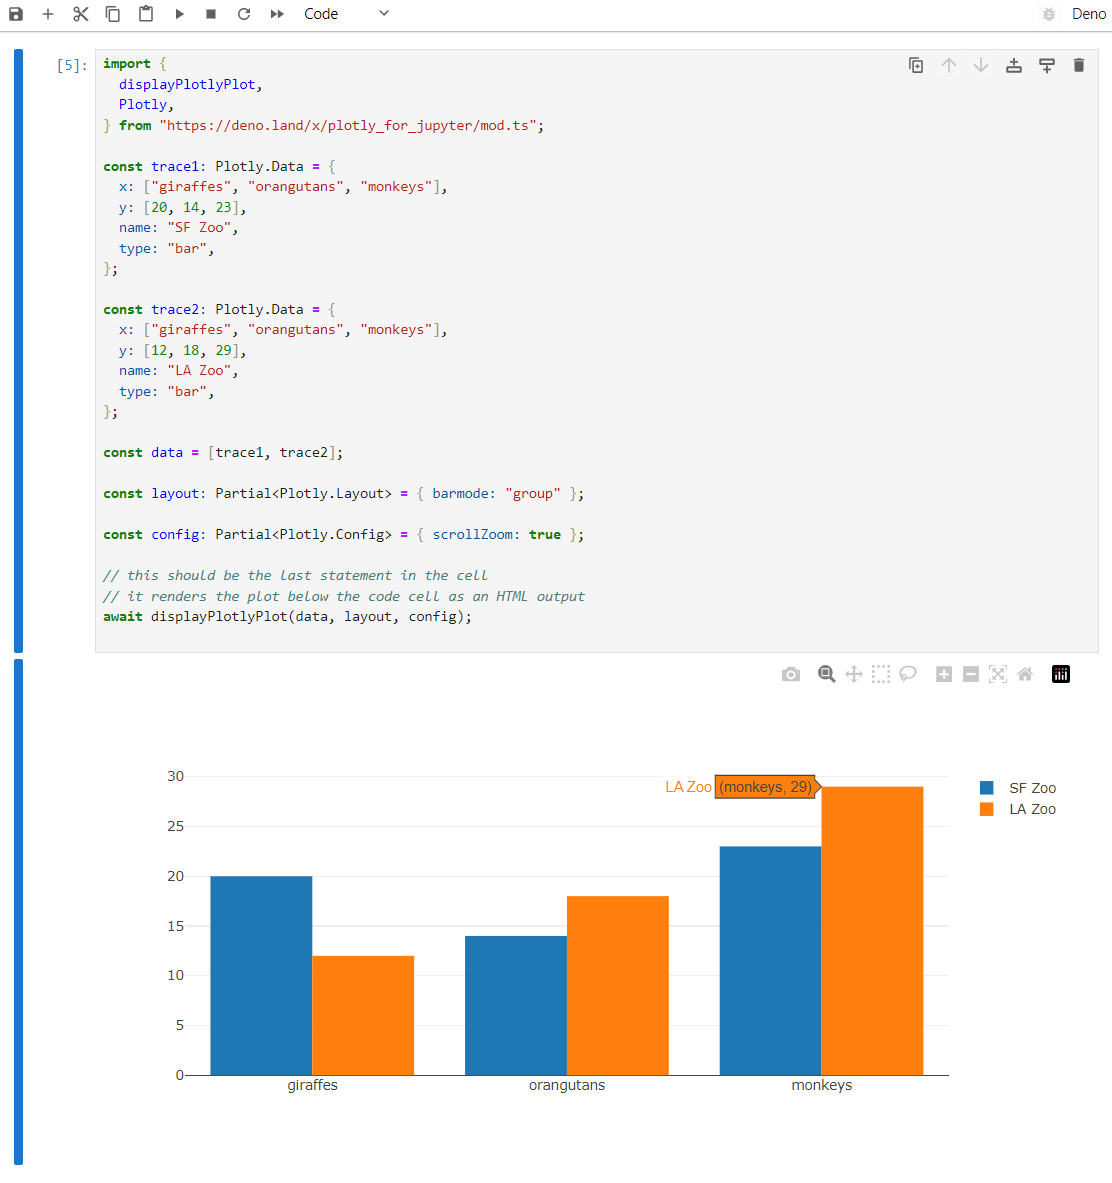 Code
Deno
[5]:
import {
  displayPlotlyPlot,
  Plotly,
} from "https://deno.land/x/plotly_for_jupyter/mod.ts";
const trace1: Plotly.Data = {
  x: ["giraffes", "orangutans", "monkeys"],
  y: [20, 14, 23],
  name: "SF Zoo",
  type: "bar",
};
const trace2: Plotly.Data = {
  x: ["giraffes", "orangutans", "monkeys"],
  y: [12, 18, 29],
  name: "LA Zoo",
  type: "bar",
};
const data = [trace1, trace2];
const layout: Partial<Plotly.Layout> = { barmode: "group" };
const config: Partial<Plotly.Config> = { scrollZoom: true };
// this should be the last statement in the cell
// it renders the plot below the code cell as an HTML output
await displayPlotlyPlot(data, layout, config);
30
25
20
15
10
5
0
LA Zoo (monkeys, 29)
SF Zoo
LA Zoo
giraffes
orangutans
monkeys